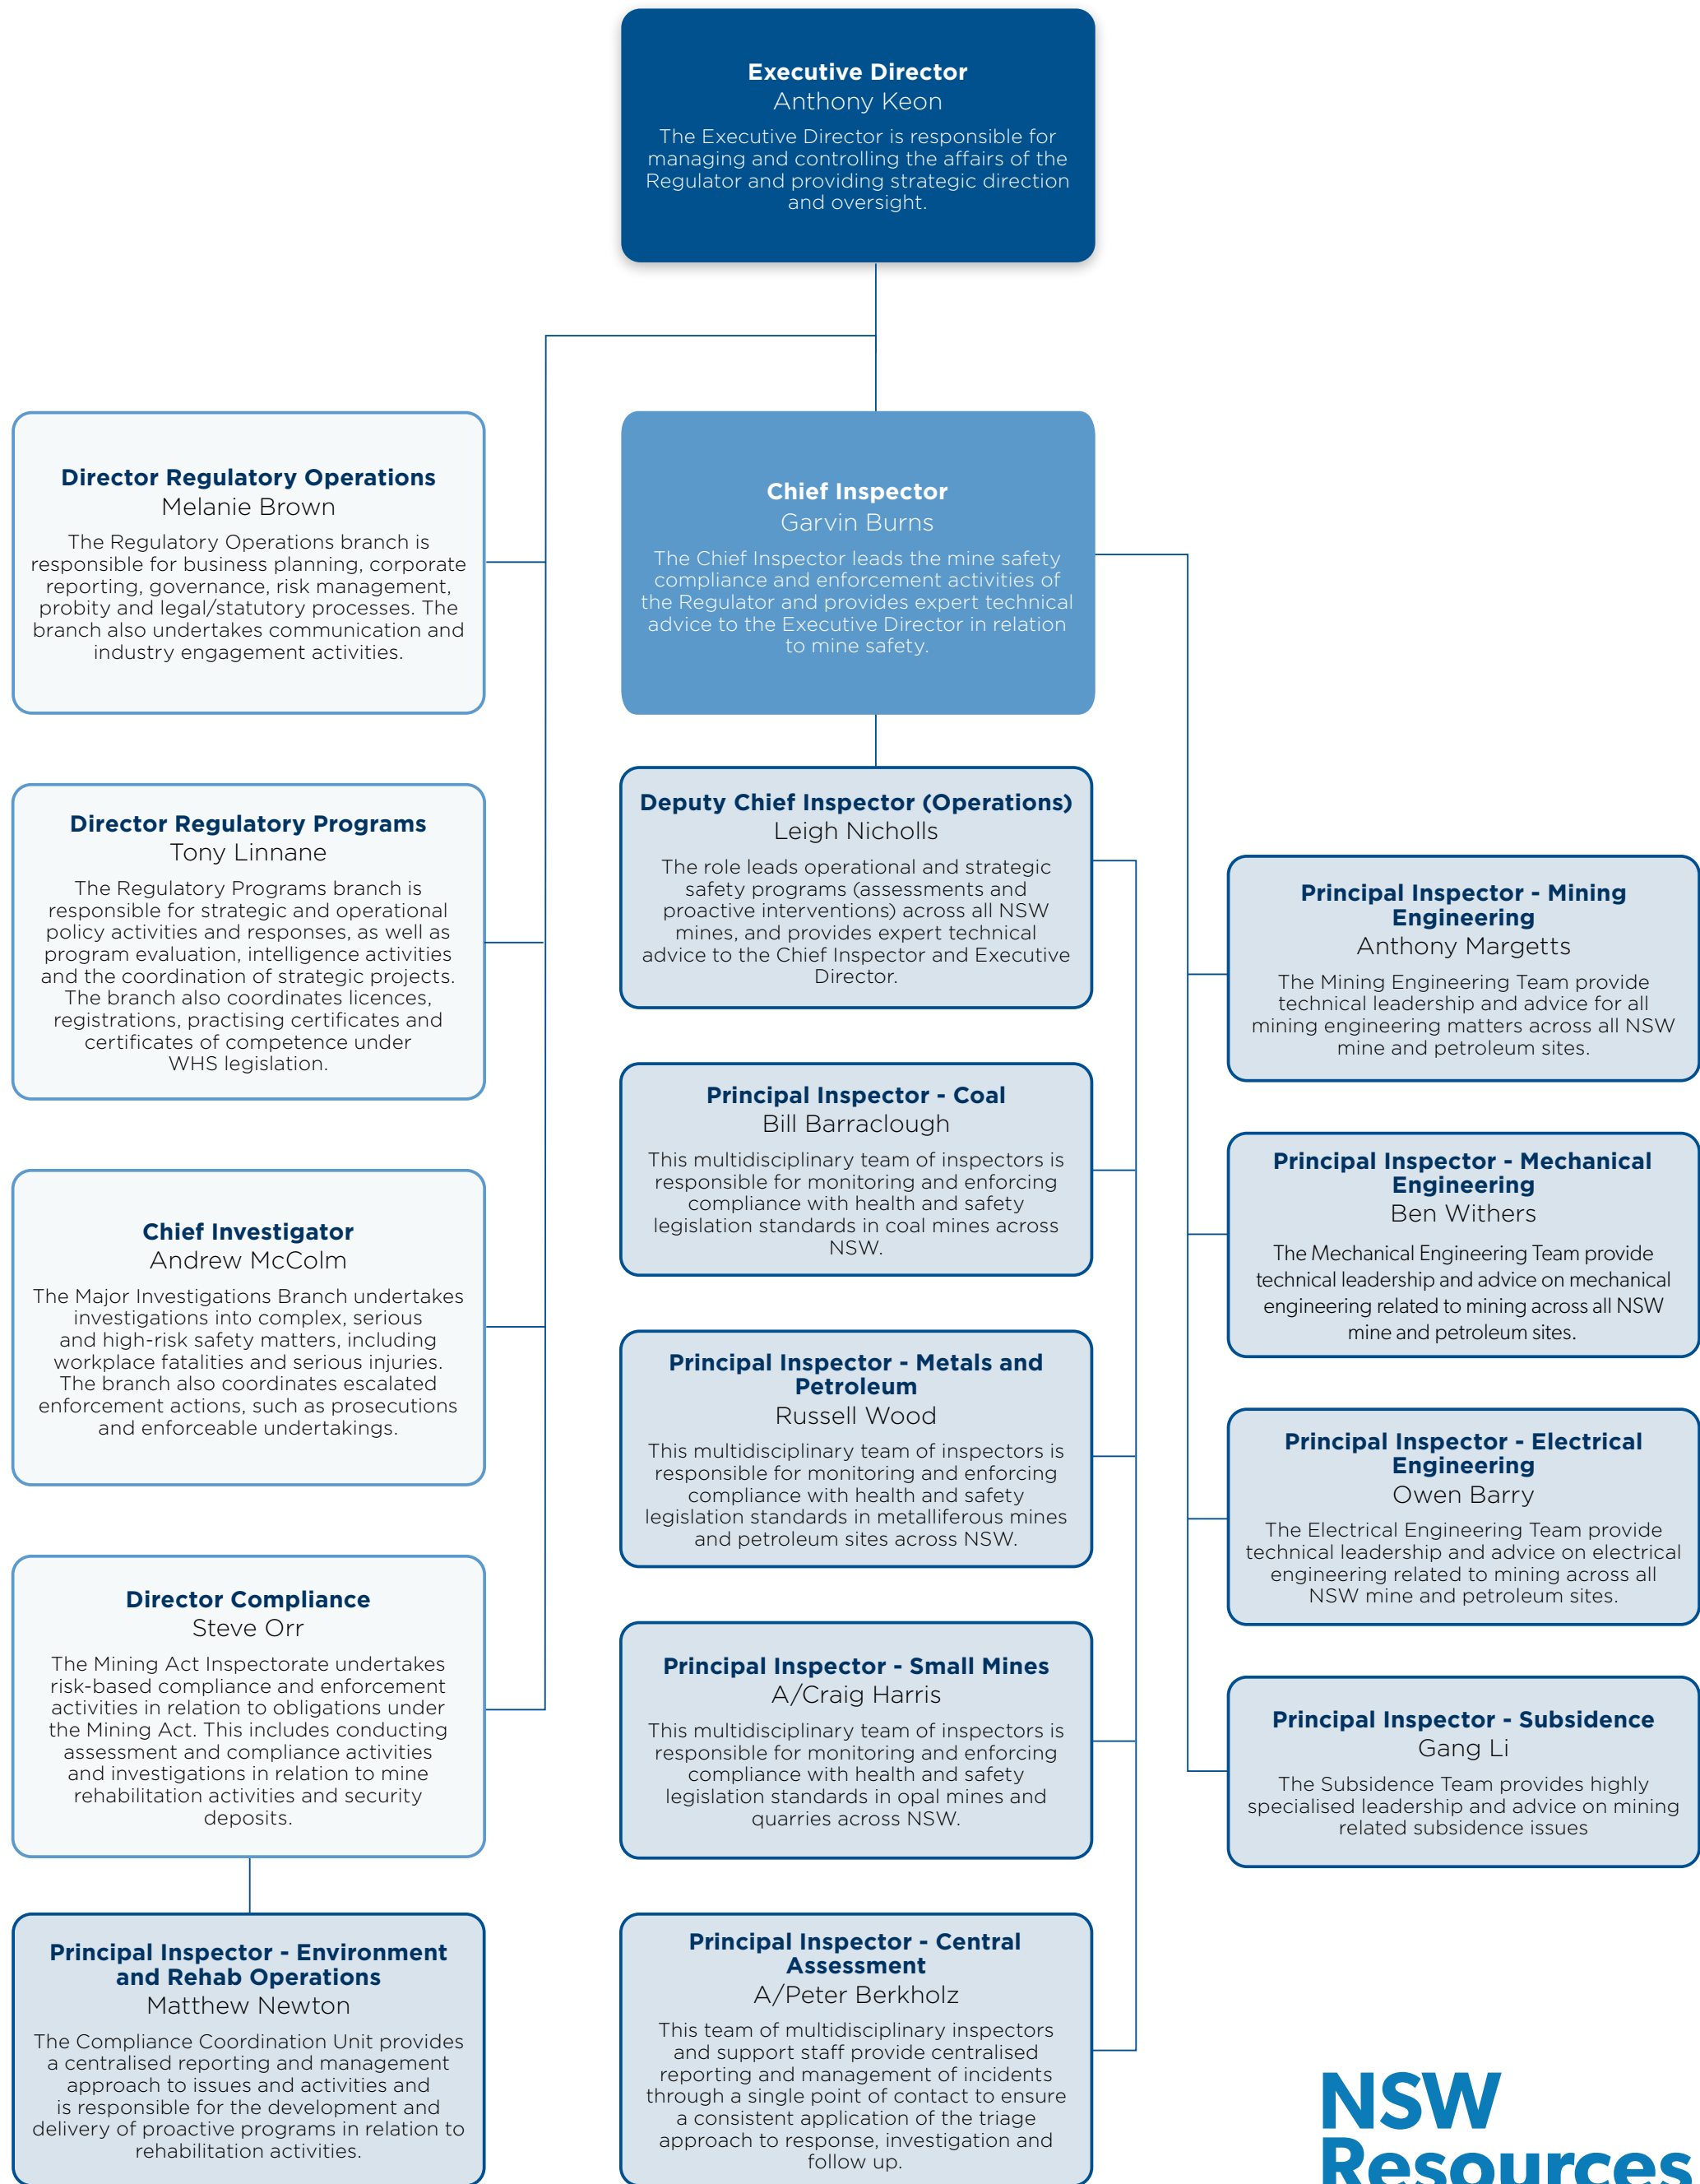 Executive Director
Anthony Keon
The Executive Director is responsible for
managing and controlling the affairs of the
Regulator and providing strategic direction
and oversight.
Director Regulatory Operations
Melanie Brown
The Regulatory Operations branch is
responsible for business planning, corporate
reporting, governance, risk management,
probity and legal/statutory processes. The
branch also undertakes communication and
industry engagement activities.
Chief Inspector
Garvin Burns
The Chief Inspector leads the mine safety
compliance and enforcement activities of
the Regulator and provides expert technical
advice to the Executive Director in relation
to mine safety.
Director Regulatory Programs
Tony Linnane
The Regulatory Programs branch is
responsible for strategic and operational
policy activities and responses, as well as
program evaluation, intelligence activities
and the coordination of strategic projects.
The branch also coordinates licences,
registrations, practising certificates and
certificates of competence under
WHS legislation.
Chief Investigator
Andrew McColm
The Major Investigations Branch undertakes
investigations into complex, serious
and high-risk safety matters, including
workplace fatalities and serious injuries.
The branch also coordinates escalated
enforcement actions, such as prosecutions
and enforceable undertakings.
Director Compliance
Steve Orr
The Mining Act Inspectorate undertakes
risk-based compliance and enforcement
activities in relation to obligations under
the Mining Act. This includes conducting
assessment and compliance activities
and investigations in relation to mine
rehabilitation activities and security
deposits.
Principal Inspector - Environment
and Rehab Operations
Matthew Newton
The Compliance Coordination Unit provides
a centralised reporting and management
approach to issues and activities and
is responsible for the development and
delivery of proactive programs in relation to
rehabilitation activities.
Deputy Chief Inspector (Operations)
Leigh Nicholls
The role leads operational and strategic
safety programs (assessments and
proactive interventions) across all NSW
mines, and provides expert technical
advice to the Chief Inspector and Executive
Director.
Principal Inspector - Coal
Bill Barraclough
This multidisciplinary team of inspectors is
responsible for monitoring and enforcing
compliance with health and safety
legislation standards in coal mines across
NSW.
Principal Inspector - Metals and
Petroleum
Russell Wood
This multidisciplinary team of inspectors is
responsible for monitoring and enforcing
compliance with health and safety
legislation standards in metalliferous mines
and petroleum sites across NSW.
Principal Inspector - Small Mines
A/Craig Harris
This multidisciplinary team of inspectors is
responsible for monitoring and enforcing
compliance with health and safety
legislation standards in opal mines and
quarries across NSW.
Principal Inspector - Central
Assessment
A/Peter Berkholz
This team of multidisciplinary inspectors
and support staff provide centralised
reporting and management of incidents
through a single point of contact to ensure
a consistent application of the triage
approach to response, investigation and
follow up.
Principal Inspector - Mining
Engineering
Anthony Margetts
The Mining Engineering Team provide
technical leadership and advice for all
mining engineering matters across all NSW
mine and petroleum sites.
Principal Inspector - Mechanical
Engineering
Ben Withers
The Mechanical Engineering Team provide
technical leadership and advice on mechanical
engineering related to mining across all NSW
mine and petroleum sites.
Principal Inspector - Electrical
Engineering
Owen Barry
The Electrical Engineering Team provide
technical leadership and advice on electrical
engineering related to mining across all
NSW mine and petroleum sites.
Principal Inspector - Subsidence
Gang Li
The Subsidence Team provides highly
specialised leadership and advice on mining
related subsidence issues
NSW
Resources